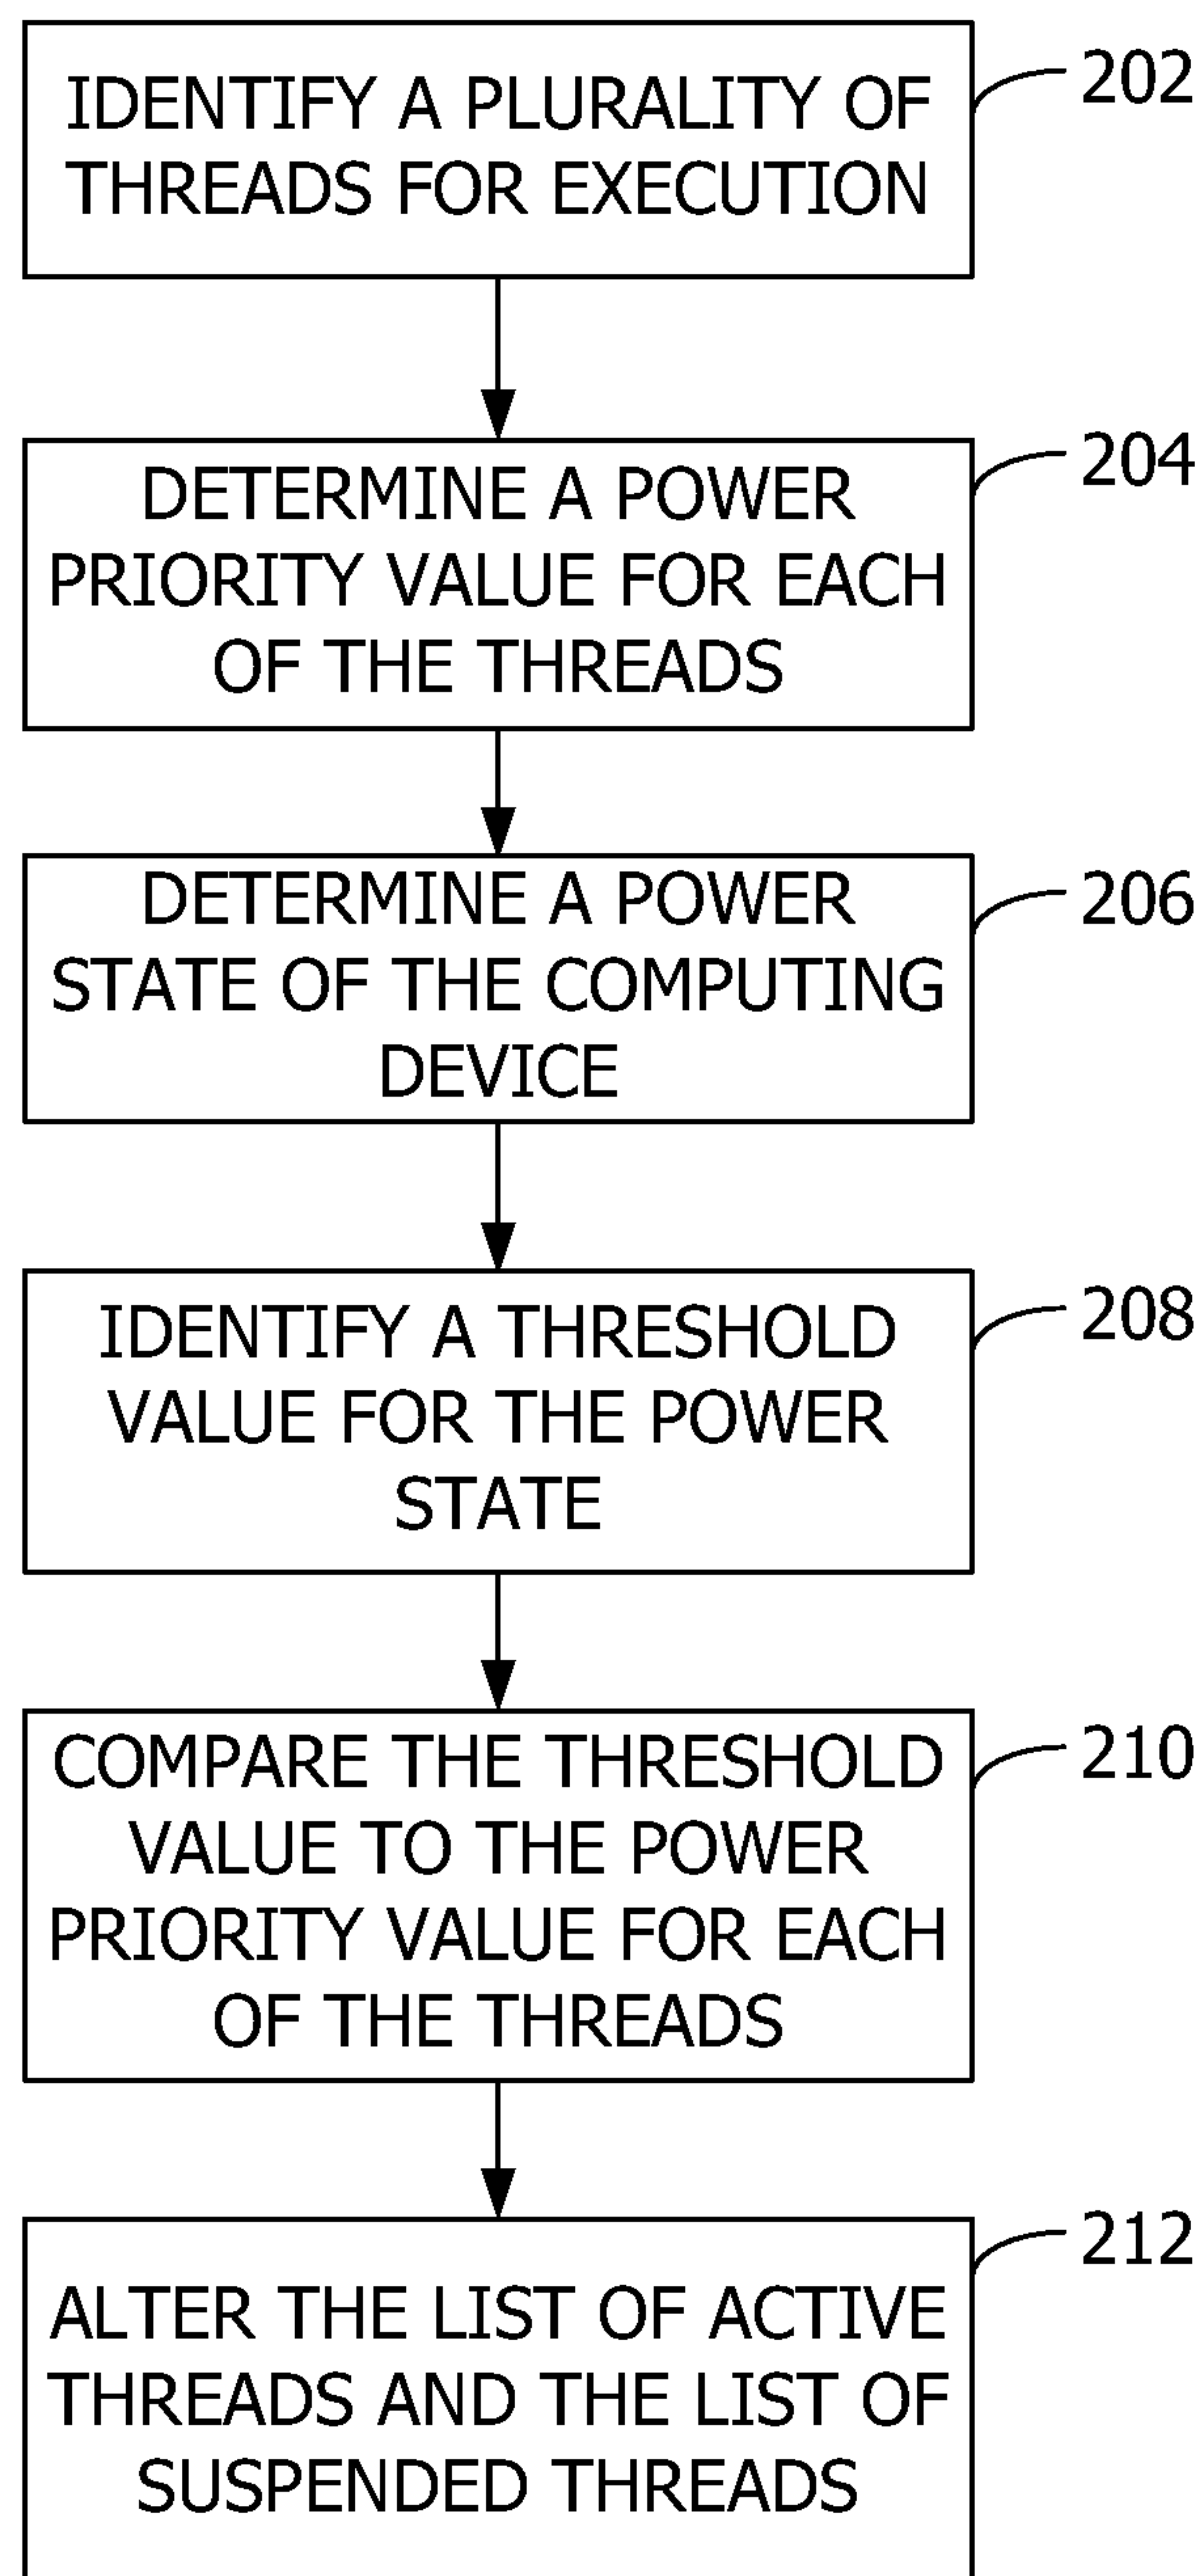 IDENTIFY A PLURALITY OF
THREADS FOR EXECUTION
202
DETERMINE A POWER
PRIORITY VALUE FOR EACH
OF THE THREADS
204
DETERMINE A POWER
STATE OF THE COMPUTING
DEVICE
206
IDENTIFY A THRESHOLD
VALUE FOR THE POWER
STATE
208
COMPARE THE THRESHOLD
VALUE TO THE POWER
PRIORITY VALUE FOR EACH
OF THE THREADS
210
ALTER THE LIST OF ACTIVE
THREADS AND THE LIST OF
SUSPENDED THREADS
212